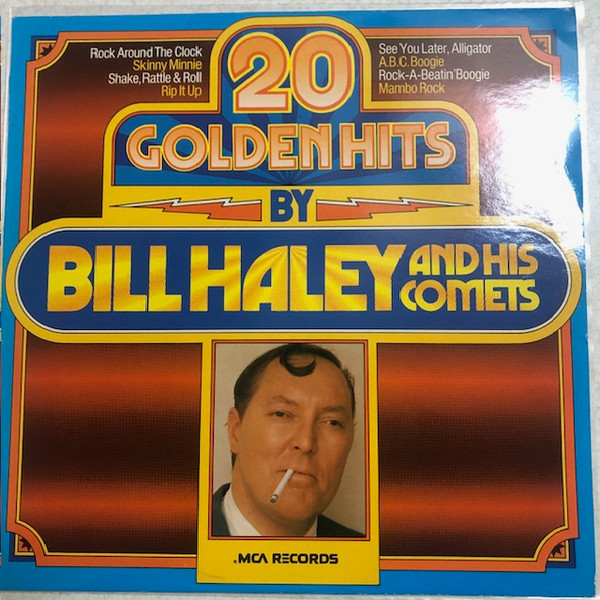 Rock Around The Clock
Skinny Minnie
Shake, Rattle & Roll
Rip It Up
See You Later, Alligator
A.B.C. Boogie
Rock-A-Beatin' Boogie
Mambo Rock
20
GOLDEN HITS
BY
BILL HALEY AND HIS COMETS
MCA RECORDS